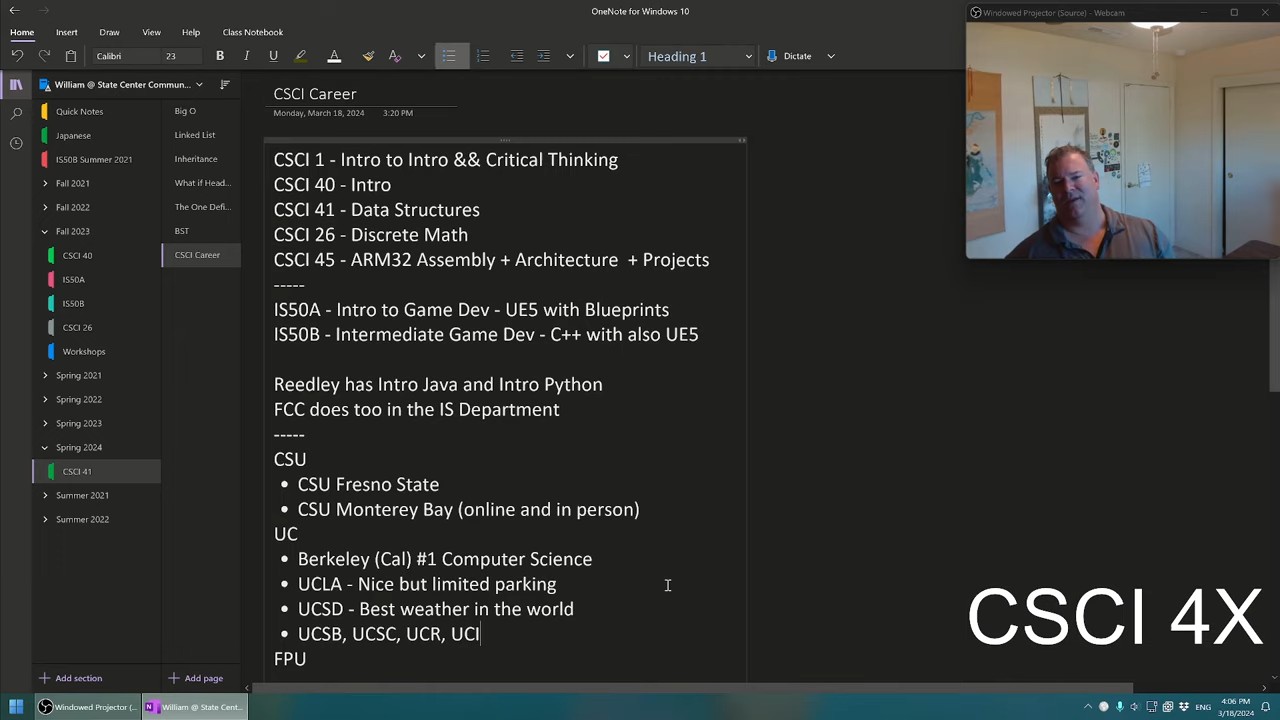 OneNote for Windows 10
Windowed Projector (Source) - Webcam
Home Insert Draw View Help Class Notebook
Calibri 23 B I U A Heading 1 Dictate
William @ State Center Commun...
Quick Notes
Japanese
IS50B Summer 2021
Fall 2021
Fall 2022
Fall 2023
CSCI 40
IS50A
IS50B
CSCI 26
Workshops
Spring 2021
Spring 2022
Spring 2023
Spring 2024
CSCI 41
Summer 2021
Summer 2022
Add section
Big O
Linked List
Inheritance
What if Head...
The One Defi...
BST
CSCI Career
Add page
CSCI Career
Monday, March 18, 2024 3:20 PM
CSCI 1 - Intro to Intro && Critical Thinking
CSCI 40 - Intro
CSCI 41 - Data Structures
CSCI 26 - Discrete Math
CSCI 45 - ARM32 Assembly + Architecture + Projects
-----
IS50A - Intro to Game Dev - UE5 with Blueprints
IS50B - Intermediate Game Dev - C++ with also UE5
Reedley has Intro Java and Intro Python
FCC does too in the IS Department
-----
CSU
• CSU Fresno State
• CSU Monterey Bay (online and in person)
UC
• Berkeley (Cal) #1 Computer Science
• UCLA - Nice but limited parking
• UCSD - Best weather in the world
• UCSB, UCSC, UCR, UCI
FPU
CSCI 4X
Windowed Projector (...
William @ State Cent...
ENG
4:06 PM
3/18/2024